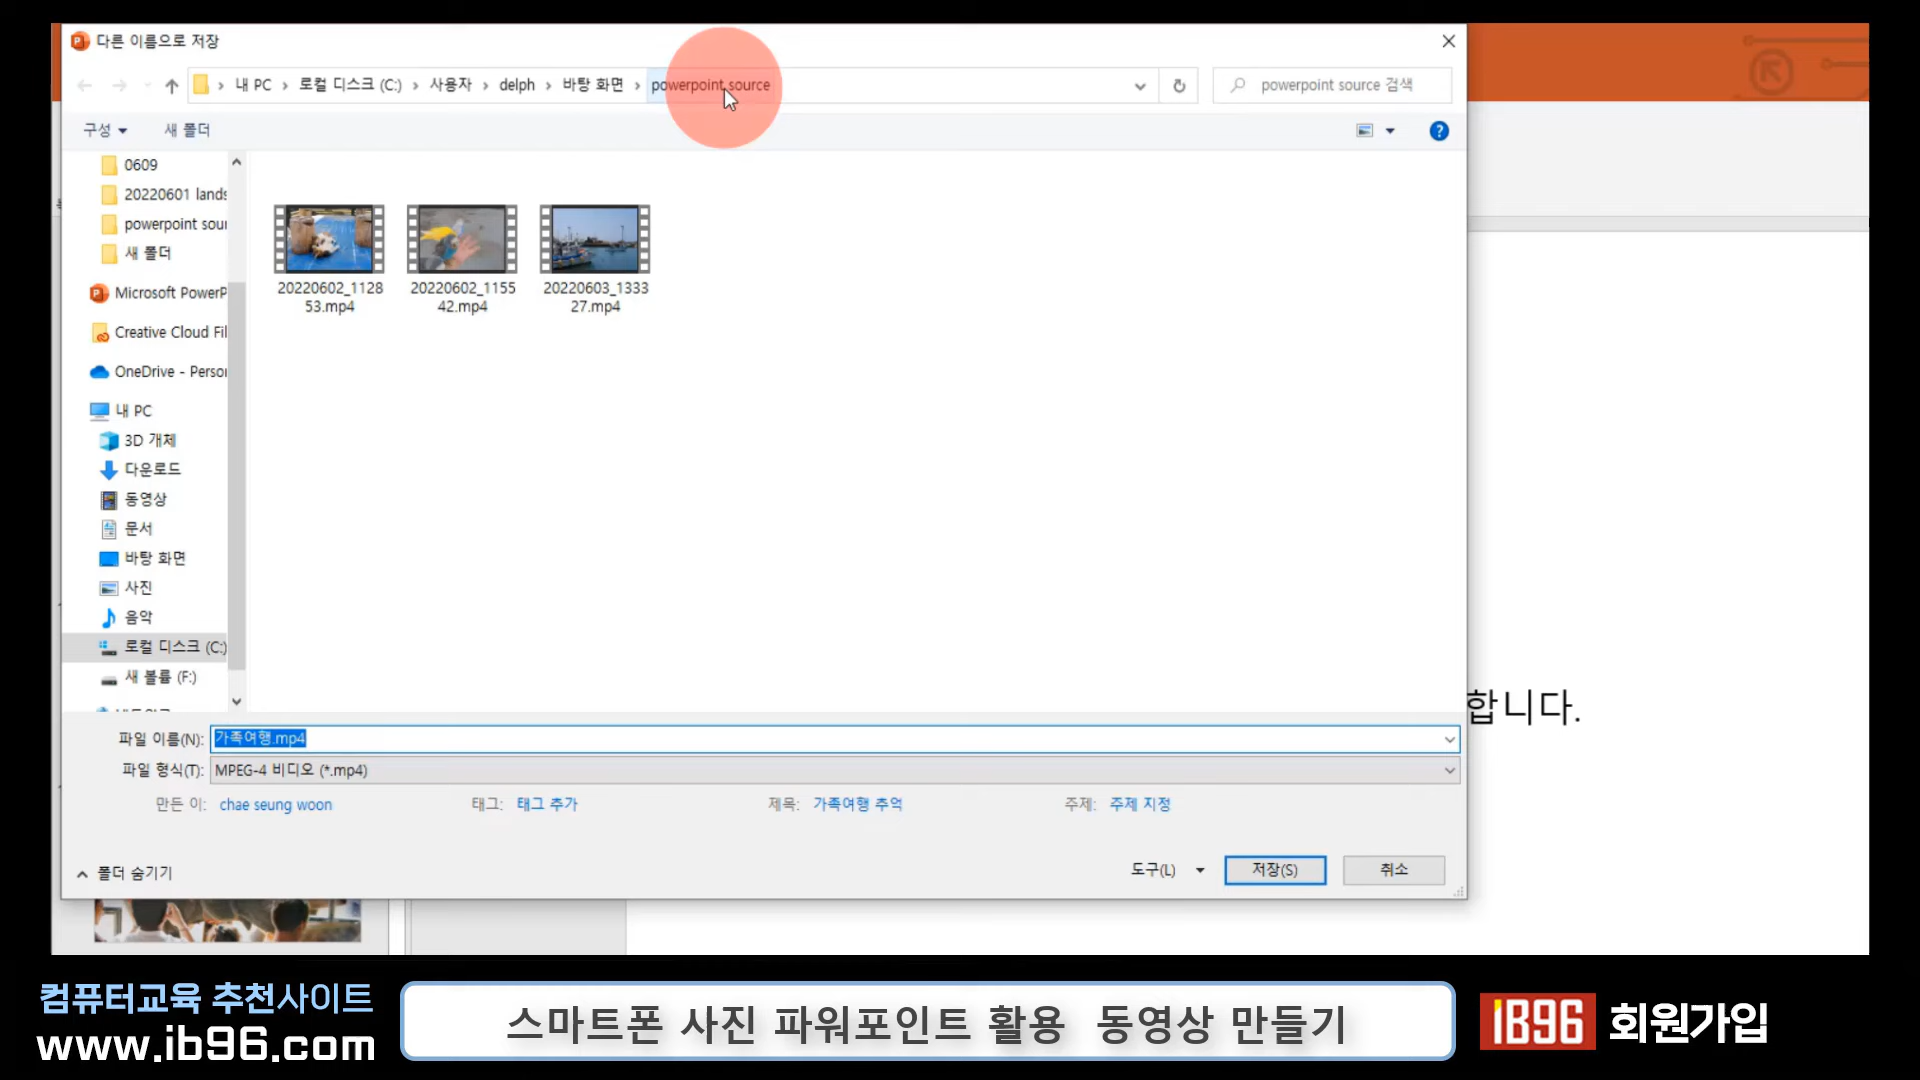 다른 이름으로 저장
내 PC > 로컬 디스크 (C:) > 사용자 > delph > 바탕 화면 > powerpoint source
powerpoint source 검색
구성
새 폴더
0609
20220601 lands
powerpoint sour
새 폴더
Microsoft PowerP
Creative Cloud Fil
OneDrive - Person
내 PC
3D 개체
다운로드
동영상
문서
바탕 화면
사진
음악
로컬 디스크 (C:)
새 볼륨 (F:)
20220602_1128
53.mp4
20220602_1155
42.mp4
20220603_1333
27.mp4
파일 이름(N): 가족여행.mp4
파일 형식(T): MPEG-4 비디오 (*.mp4)
만든 이: chae seung woon
태그: 태그 추가
제목: 가족여행 추억
주제: 주제 지정
폴더 숨기기
도구(L)
저장(S)
취소
합니다.
컴퓨터교육 추천사이트
www.ib96.com
스마트폰 사진 파워포인트 활용 동영상 만들기
IB96 회원가입